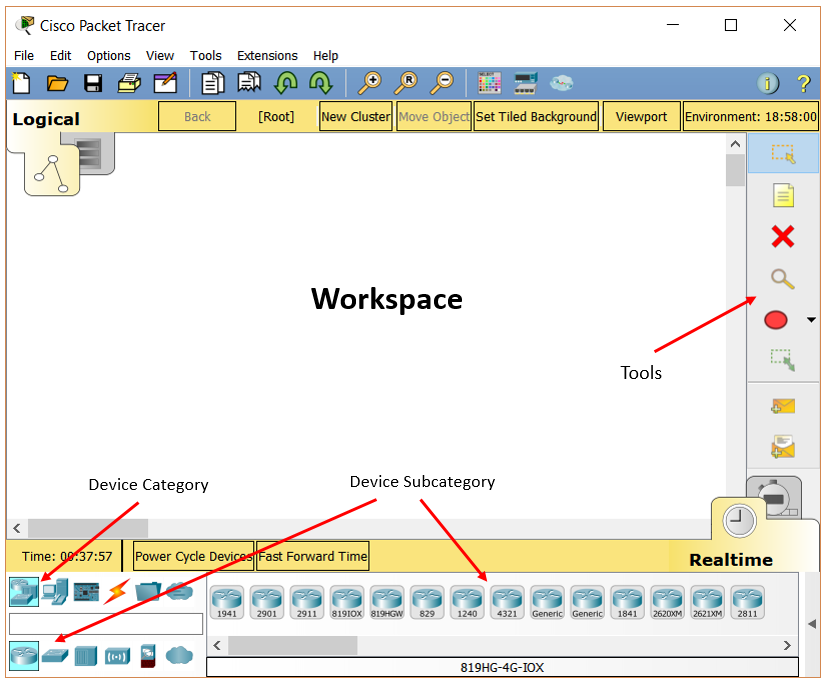 Cisco Packet Tracer
File Edit Options View Tools Extensions Help
Logical Back [Root] New Cluster Move Object Set Tiled Background Viewport Environment: 18:58:00
Workspace
Tools
Device Category
Device Subcategory
Time: 00:37:57 Power Cycle Devices Fast Forward Time
Realtime
1941 2901 2911 819IOX 819HGW 829 1240 4321 Generic Generic 1841 2620XM 2621XM 2811
819HG-4G-IOX